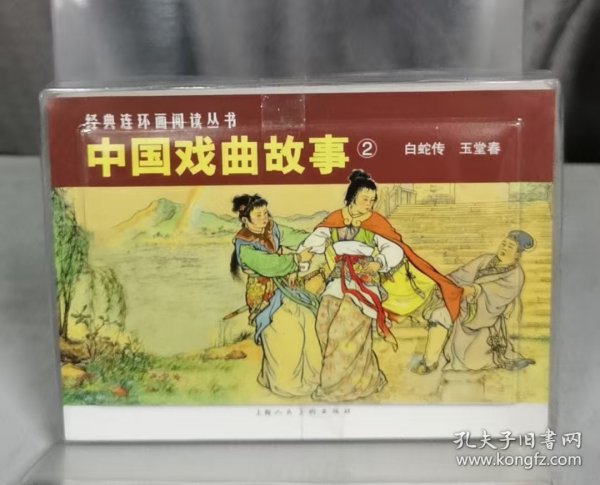 经典连环画阅读丛书
中国戏曲故事② 白蛇传 玉堂春
上海人民美术出版社
孔夫子旧书网
www.kongfz.com